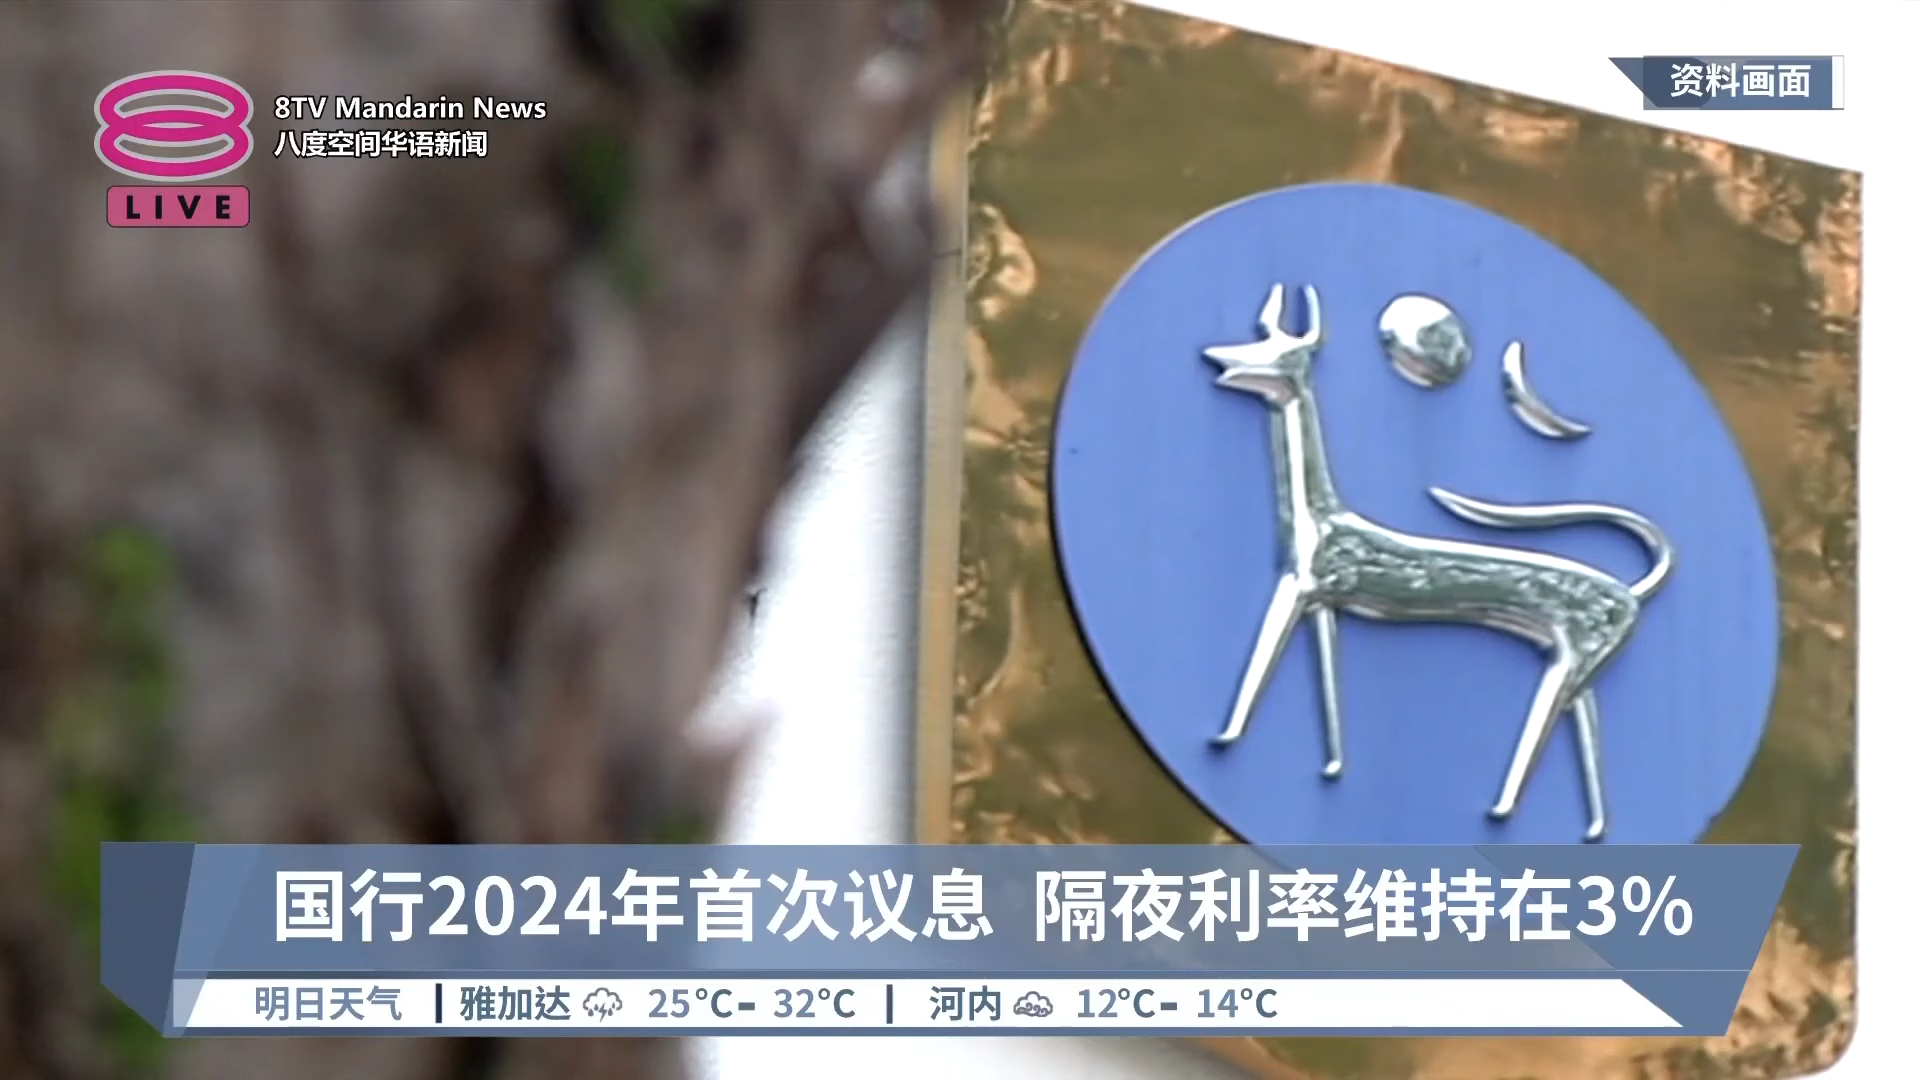 8TV Mandarin News
八度空间华语新闻
LIVE
资料画面
国行2024年首次议息 隔夜利率维持在3%
明日天气 | 雅加达 25°C- 32°C | 河内 12°C- 14°C